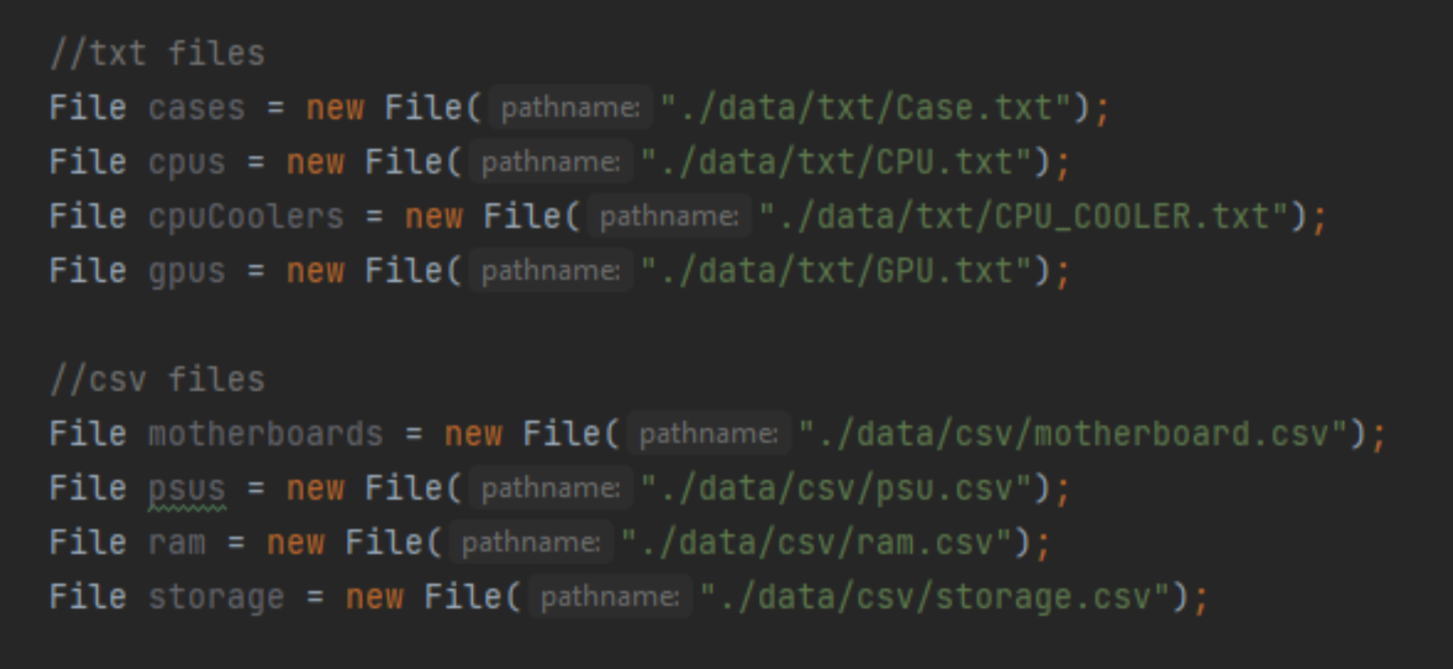 //txt files
File cases = new File( pathname: "./data/txt/Case.txt");
File cpus = new File( pathname: "./data/txt/CPU.txt");
File cpuCoolers = new File( pathname: "./data/txt/CPU_COOLER.txt");
File gpus = new File( pathname: "./data/txt/GPU.txt");
//csv files
File motherboards = new File( pathname: "./data/csv/motherboard.csv");
File psus = new File( pathname: "./data/csv/psu.csv");
File ram = new File( pathname: "./data/csv/ram.csv");
File storage = new File( pathname: "./data/csv/storage.csv");